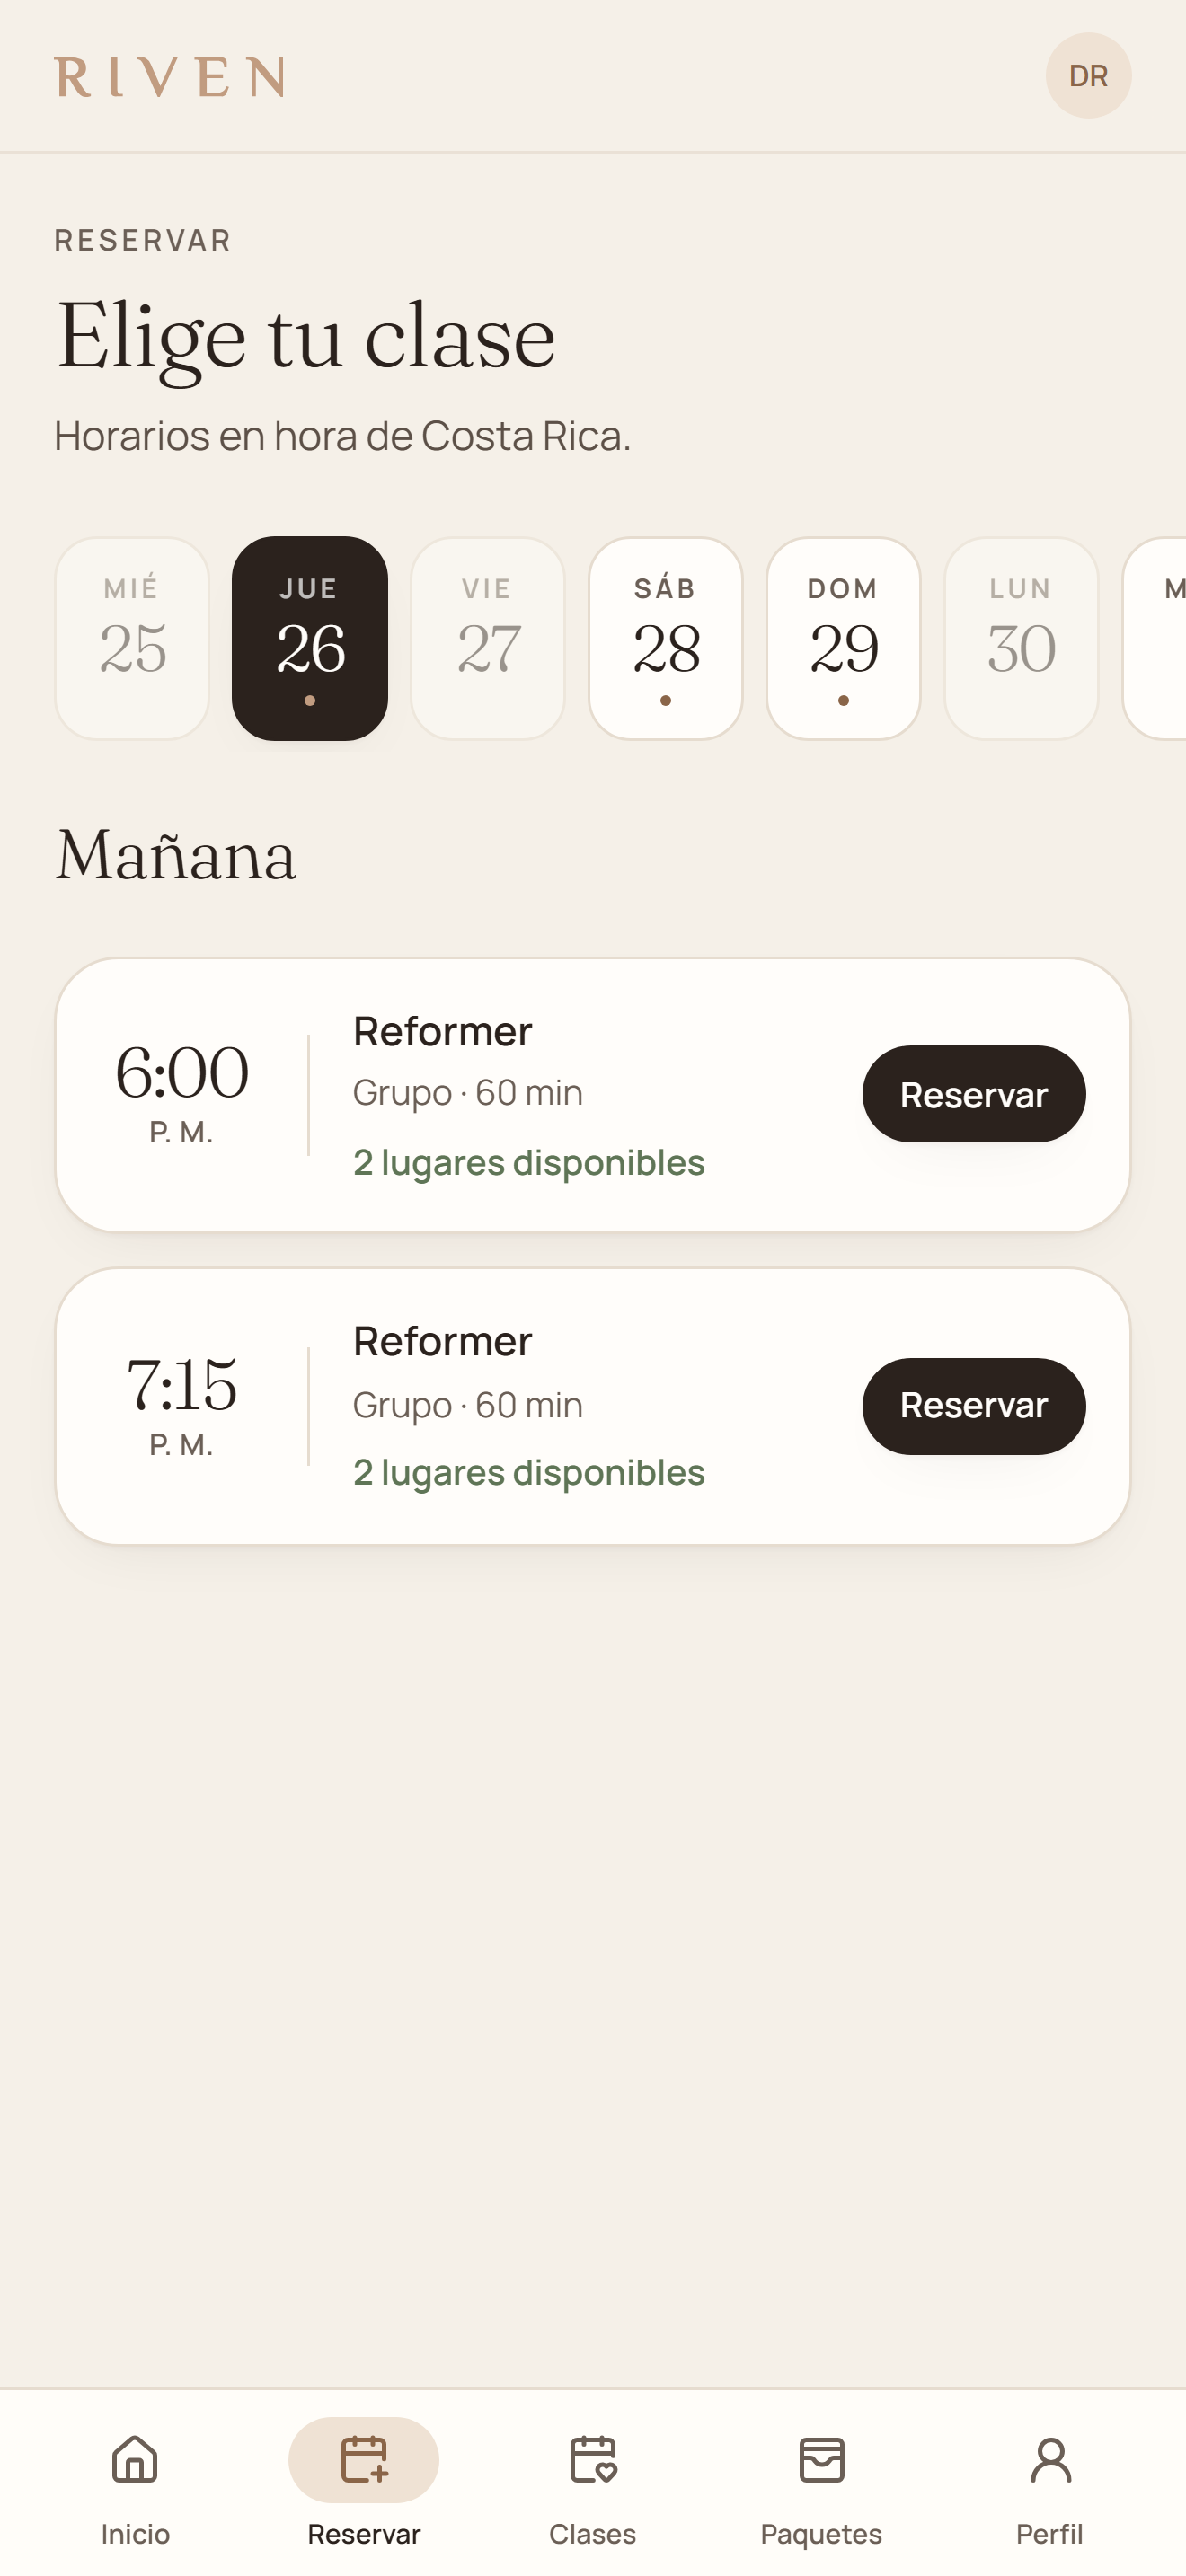 RIVEN
DR
RESERVAR
Elige tu clase
Horarios en hora de Costa Rica.
MIÉ JUE VIE SÁB DOM LUN
25 26 27 28 29 30
Mañana
6:00
P. M.
Reformer
Grupo · 60 min
2 lugares disponibles
Reservar
7:15
P. M.
Reformer
Grupo · 60 min
2 lugares disponibles
Reservar
Inicio Reservar Clases Paquetes Perfil